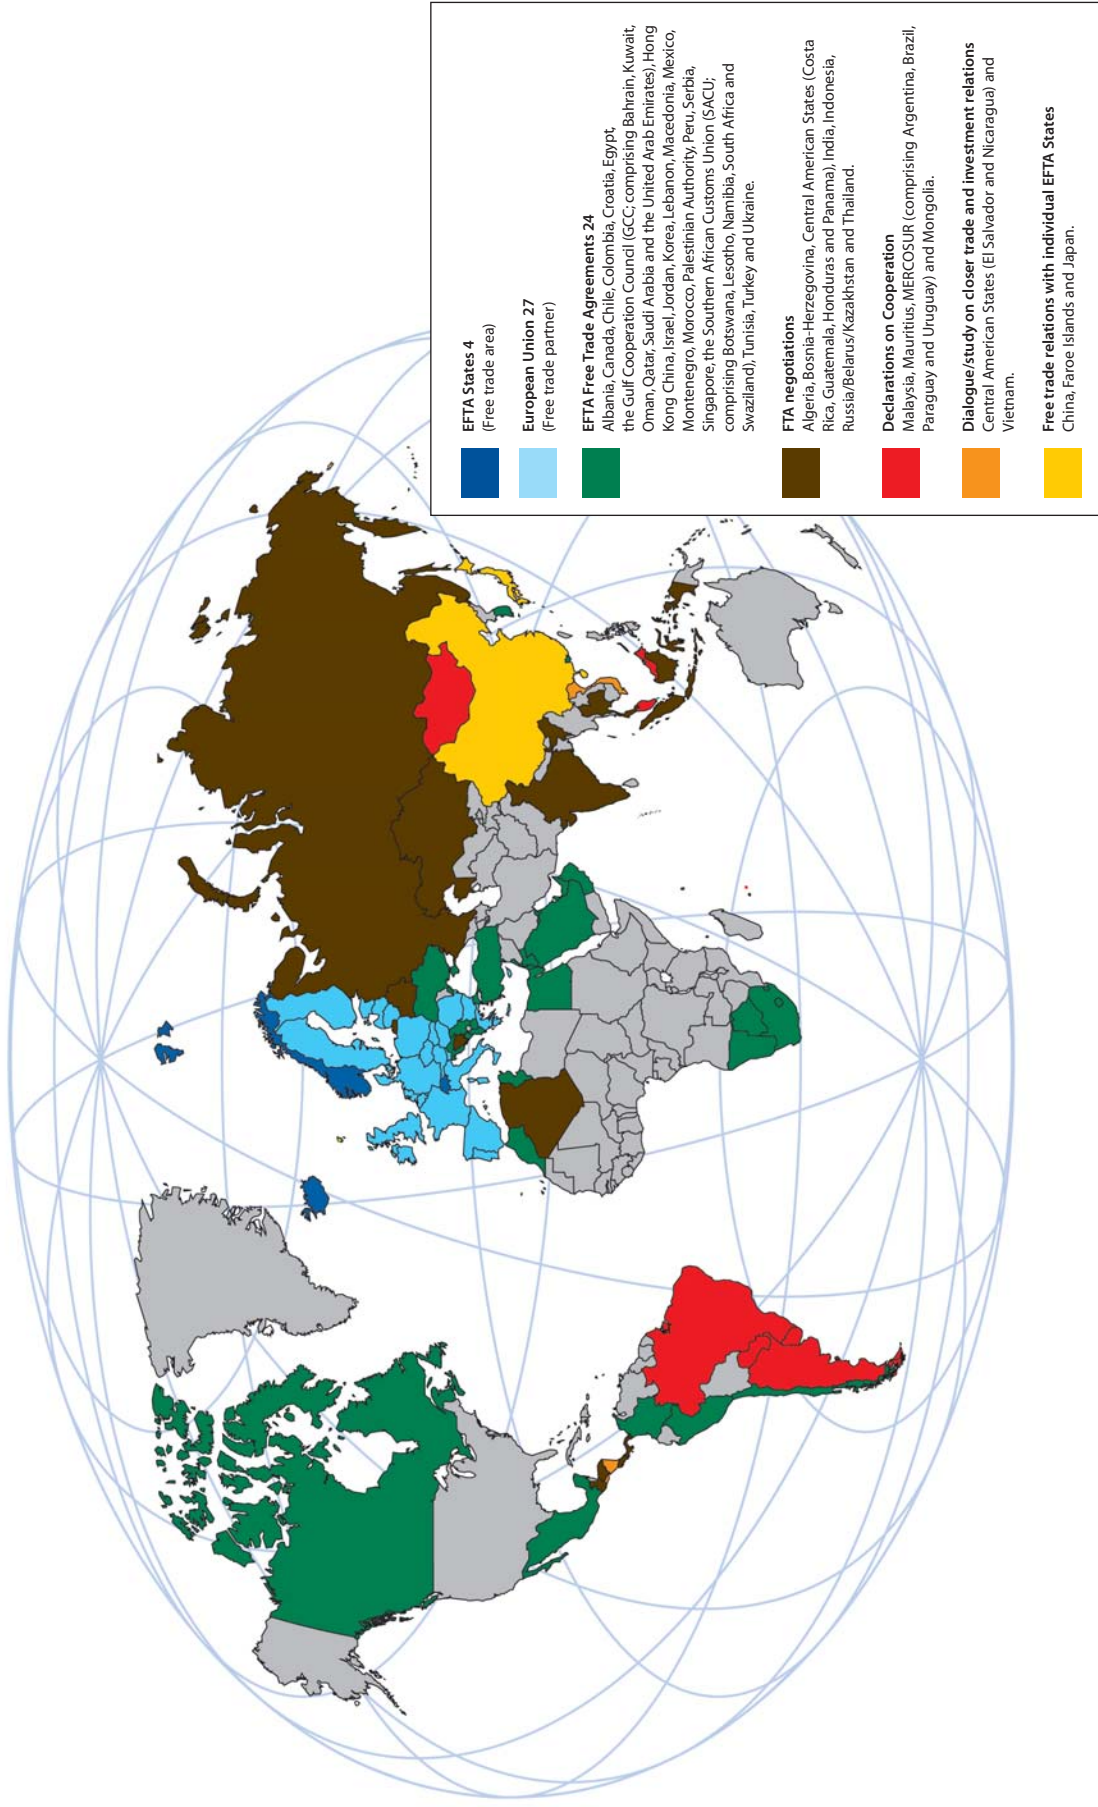 EFTA States 4
(Free trade area)
European Union 27
(Free trade partner)
EFTA Free Trade Agreements 24
Albania, Canada, Chile, Colombia, Croatia, Egypt,
the Gulf Cooperation Council (GCC; comprising Bahrain, Kuwait,
Oman, Qatar, Saudi Arabia and the United Arab Emirates), Hong
Kong China, Israel, Jordan, Korea, Lebanon, Macedonia, Mexico,
Montenegro, Morocco, Palestinian Authority, Peru, Serbia,
Singapore, the Southern African Customs Union (SACU;
comprising Botswana, Lesotho, Namibia, South Africa and
Swaziland), Tunisia, Turkey and Ukraine.
FTA negotiations
Algeria, Bosnia-Herzegovina, Central American States (Costa
Rica, Guatemala, Honduras and Panama), India, Indonesia,
Russia/Belarus/Kazakhstan and Thailand.
Declarations on Cooperation
Malaysia, Mauritius, MERCOSUR (comprising Argentina, Brazil,
Paraguay and Uruguay) and Mongolia.
Dialogue/study on closer trade and investment relations
Central American States (El Salvador and Nicaragua) and
Vietnam.
Free trade relations with individual EFTA States
China, Faroe Islands and Japan.